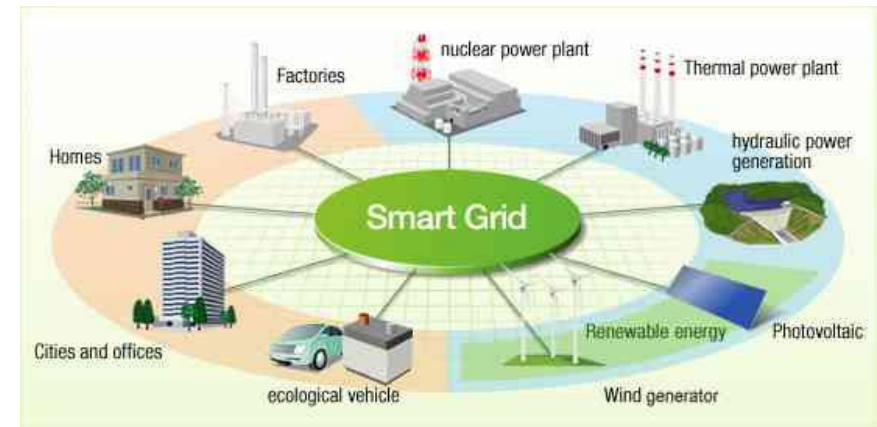 nuclear power plant
Factories
Thermal power plant
Homes
hydraulic power
generation
Smart Grid
Renewable energy
Photovoltaic
Cities and offices
ecological vehicle
Wind generator